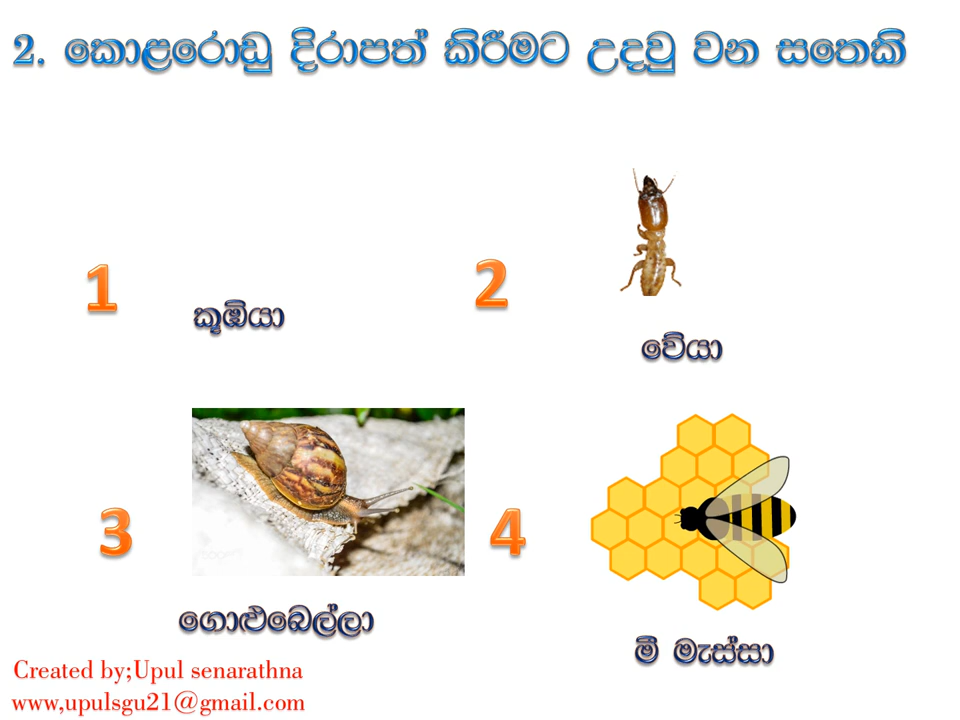 2. කොළරොඩු දිරාපත් කිරීමට උදවු වන සතෙකි
1
කූඹියා
2
වේයා
3
ගොළුබෙල්ලා
4
මී මැස්සා
Created by;Upul senarathna
www,upulsgu21@gmail.com